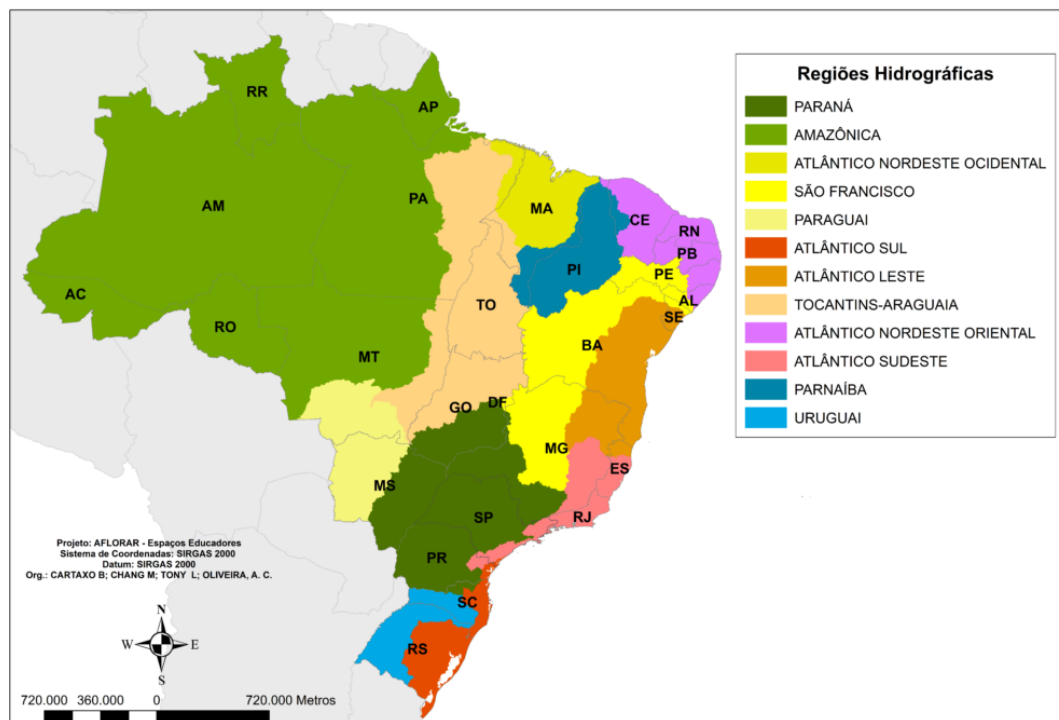 Regiões Hidrográficas
PARANÁ
AMAZÔNICA
ATLÂNTICO NORDESTE OCIDENTAL
SÃO FRANCISCO
PARAGUAI
ATLÂNTICO SUL
ATLÂNTICO LESTE
TOCANTINS-ARAGUAIA
ATLÂNTICO NORDESTE ORIENTAL
ATLÂNTICO SUDESTE
PARNAÍBA
URUGUAI
RR
AP
AM
PA
MA
CE
RN
PB
PI
PE
AL
SE
AC
RO
TO
BA
MT
GO
DF
MG
ES
MS
SP
RJ
PR
SC
RS
Projeto: AFLORAR - Espaços Educadores
Sistema de Coordenadas: SIRGAS 2000
Datum: SIRGAS 2000
Org.: CARTAXO B; CHANG M; TONY L; OLIVEIRA, A. C.
N
W
E
S
720.000 360.000 0 720.000 Metros